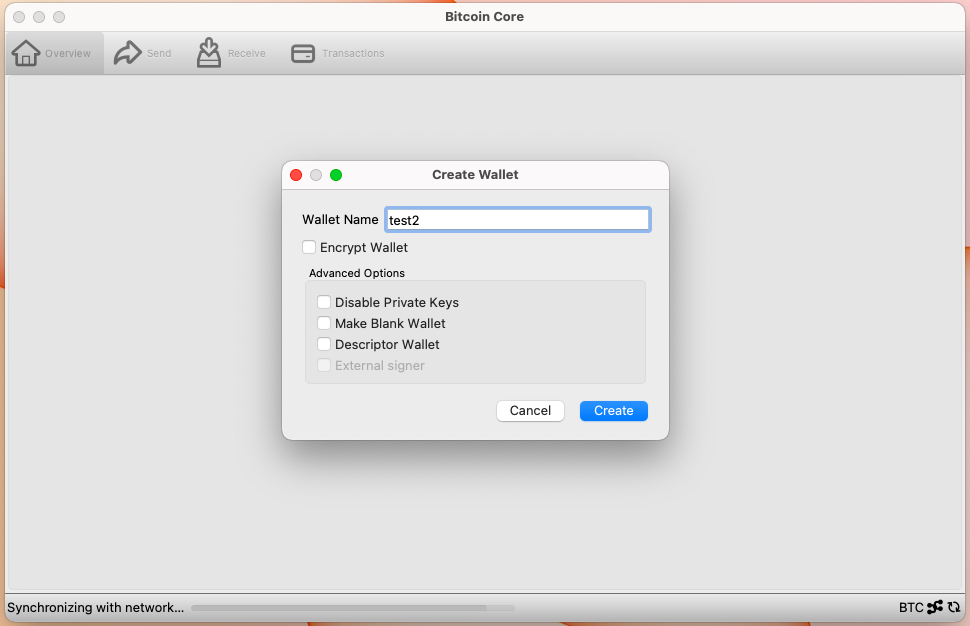 Bitcoin Core
Overview Send Receive Transactions
Create Wallet
Wallet Name test2
Encrypt Wallet
Advanced Options
Disable Private Keys
Make Blank Wallet
Descriptor Wallet
External signer
Cancel Create
Synchronizing with network... BTC